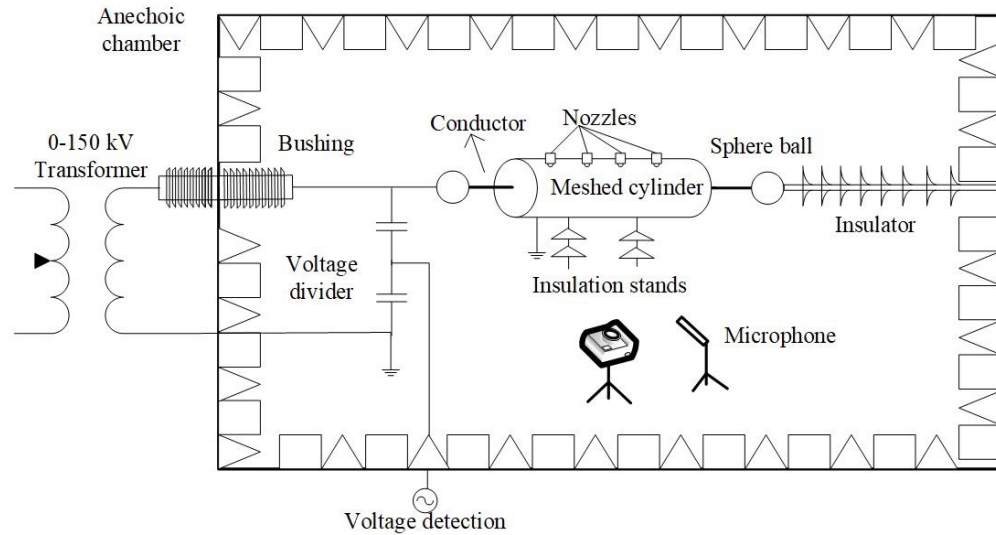 Anechoic
chamber
0-150 kV
Transformer
Bushing
Conductor
Nozzles
Sphere ball
Meshed cylinder
Insulator
Voltage
divider
Insulation stands
Microphone
Voltage detection